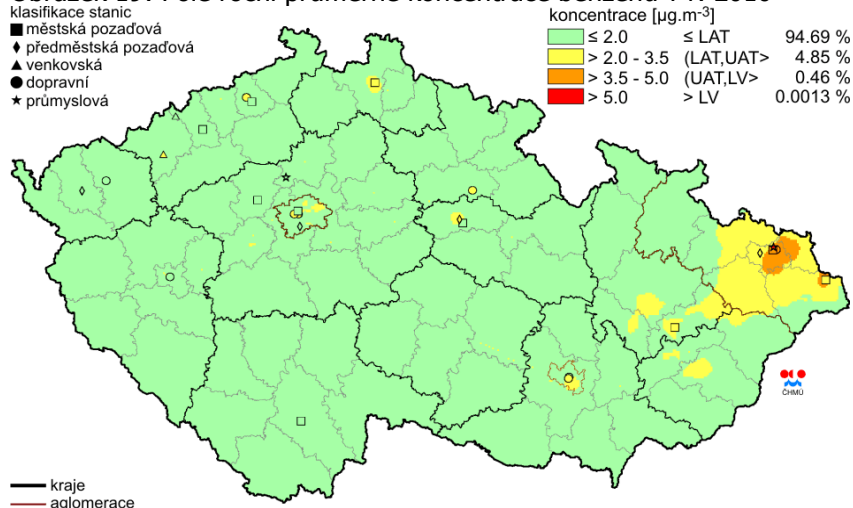 klasifikace stanic
městská pozaďová
předměstská pozaďová
venkovská
dopravní
průmyslová
koncentrace [µg.m-3]
≤ 2.0 ≤ LAT 94.69 %
> 2.0 - 3.5 (LAT,UAT> 4.85 %
> 3.5 - 5.0 (UAT,LV> 0.46 %
> 5.0 > LV 0.0013 %
ČHMÚ
kraje
aglomerace